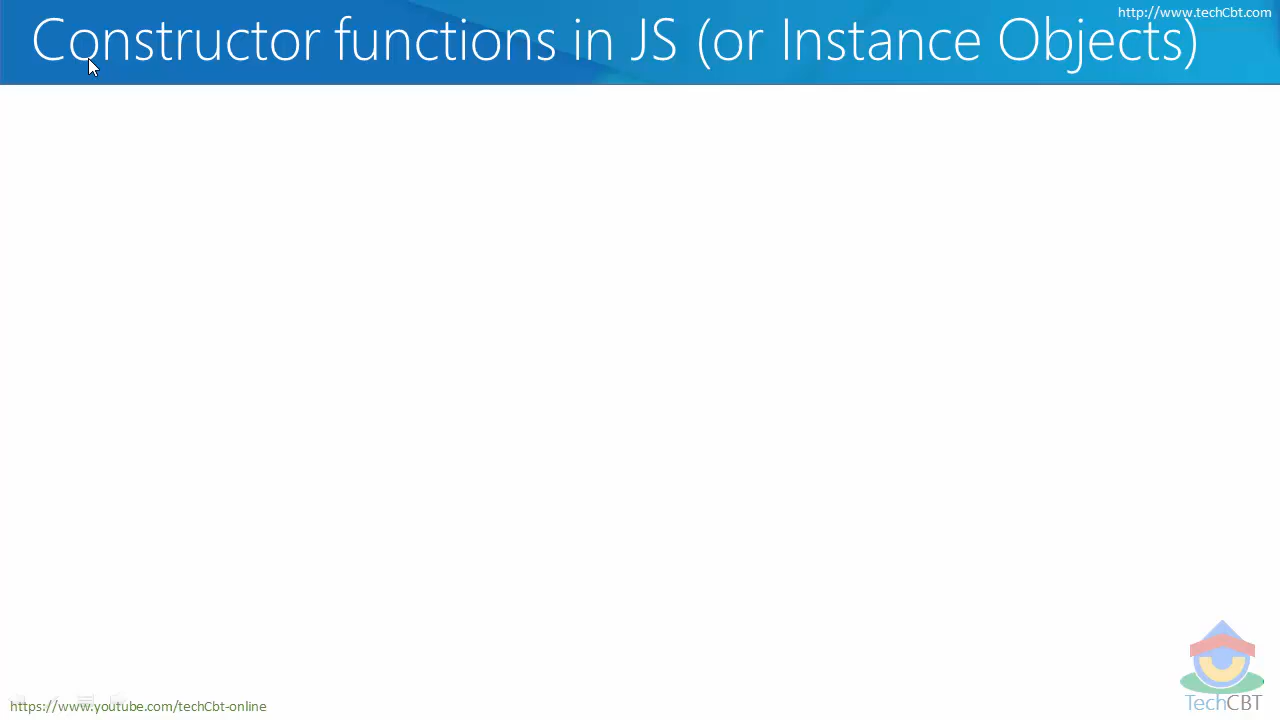 http://www.techCbt.com
Constructor functions in JS (or Instance Objects)
TechCBT
https://www.youtube.com/techCbt-online